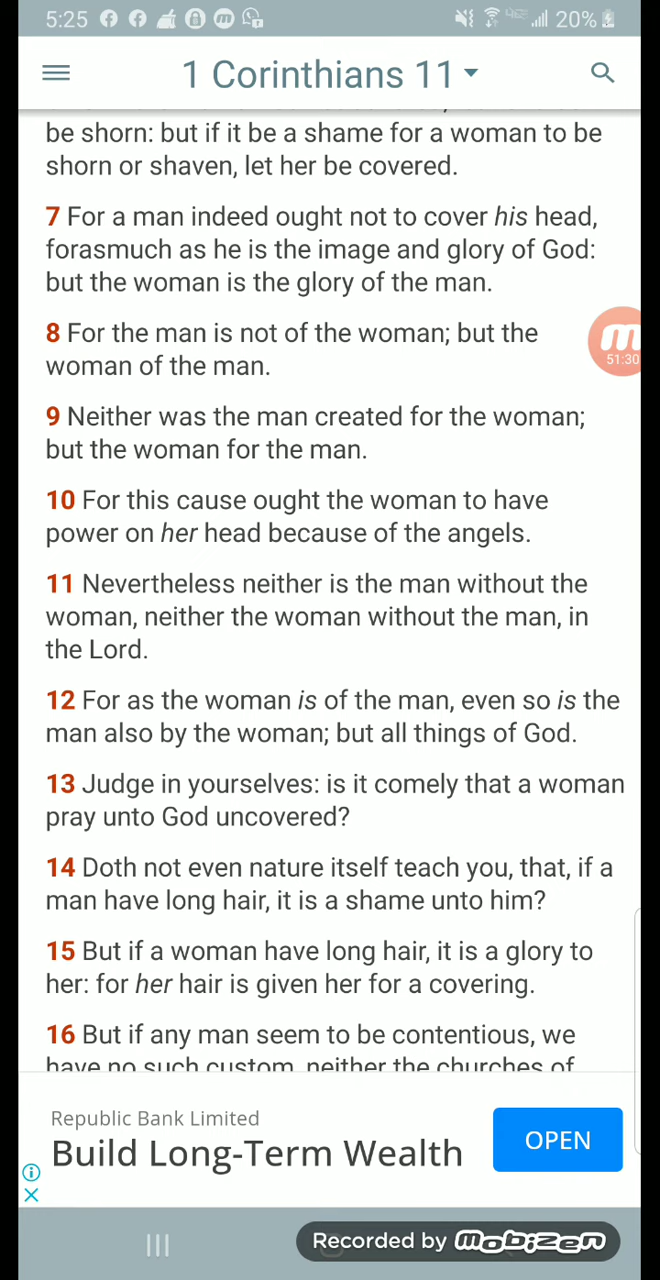 5:25
20%
1 Corinthians 11
be shorn: but if it be a shame for a woman to be
shorn or shaven, let her be covered.
7 For a man indeed ought not to cover his head,
forasmuch as he is the image and glory of God:
but the woman is the glory of the man.
8 For the man is not of the woman; but the
woman of the man.
51:30
9 Neither was the man created for the woman;
but the woman for the man.
10 For this cause ought the woman to have
power on her head because of the angels.
11 Nevertheless neither is the man without the
woman, neither the woman without the man, in
the Lord.
12 For as the woman is of the man, even so is the
man also by the woman; but all things of God.
13 Judge in yourselves: is it comely that a woman
pray unto God uncovered?
14 Doth not even nature itself teach you, that, if a
man have long hair, it is a shame unto him?
15 But if a woman have long hair, it is a glory to
her: for her hair is given her for a covering.
16 But if any man seem to be contentious, we
have no such custom, neither the churches of
Republic Bank Limited
Build Long-Term Wealth
OPEN
Recorded by mobizen